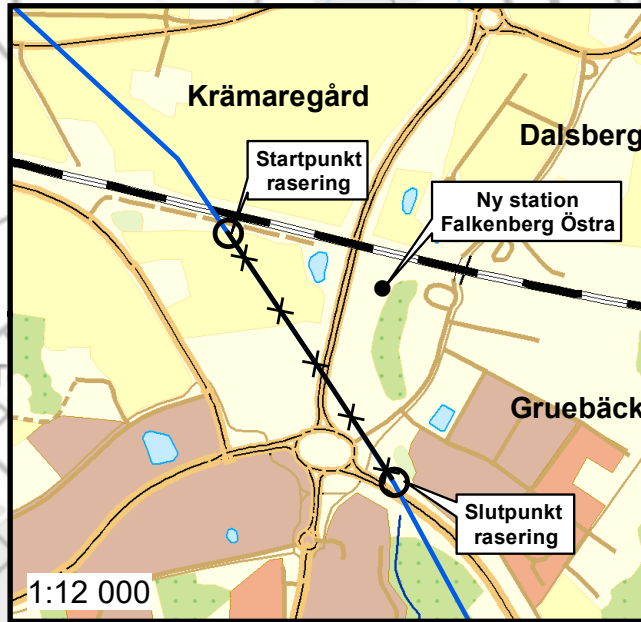 Krämaregård
Dalsberg
Startpunkt
rasering
Ny station
Falkenberg Östra
Gruebäck
Slutpunkt
rasering
1:12 000